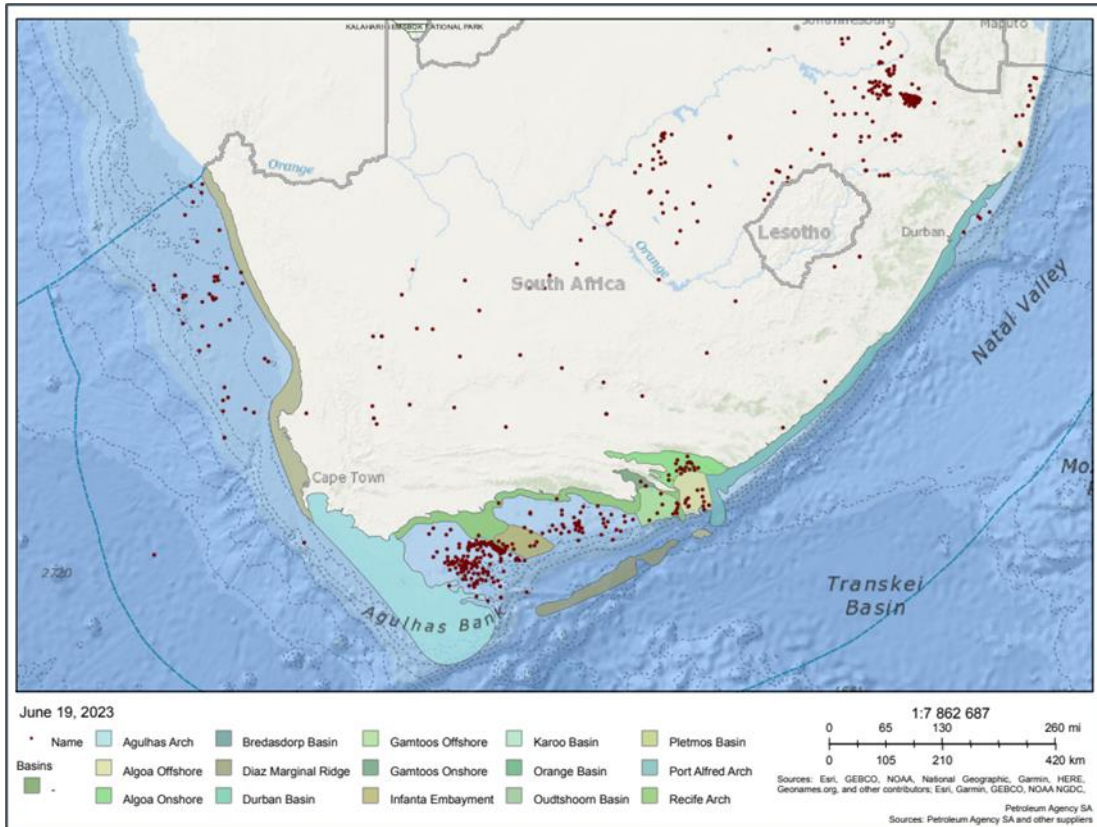 KALAHARI GEMSBOK NATIONAL PARK
Maputo
Orange
Orange
Lesotho
Durban
South Africa
Natal Valley
Cape Town
2720
Transkei
Basin
Agulhas Bank
June 19, 2023
Name
Basins
-
Agulhas Arch
Algoa Offshore
Algoa Onshore
Bredasdorp Basin
Diaz Marginal Ridge
Durban Basin
Gamtoos Offshore
Gamtoos Onshore
Infanta Embayment
Karoo Basin
Orange Basin
Oudtshoorn Basin
Pletmos Basin
Port Alfred Arch
Recife Arch
1:7 862 687
0 65 130 260 mi
0 105 210 420 km
Sources: Esri, GEBCO, NOAA, National Geographic, Garmin, HERE,
Geonames.org, and other contributors; Esri, Garmin, GEBCO, NOAA NGDC,
Petroleum Agency SA
Sources: Petroleum Agency SA and other suppliers